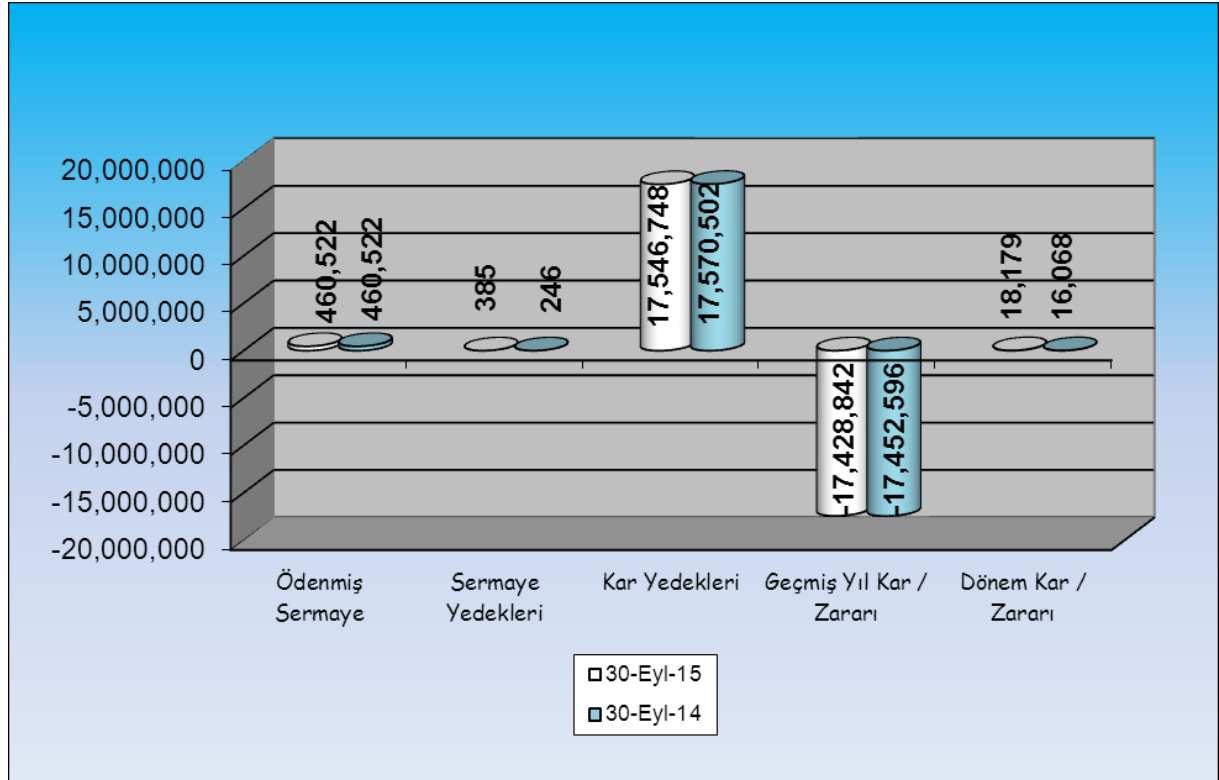 20,000,000
15,000,000
10,000,000
5,000,000
0
-5,000,000
-10,000,000
-15,000,000
-20,000,000
460,522
460,522
385
246
17,546,748
17,570,502
-17,428,842
-17,452,596
18,179
16,068
Ödenmiş
Sermaye
Sermaye
Yedekleri
Kar Yedekleri
Geçmiş Yıl Kar /
Zararı
Dönem Kar /
Zararı
30-Eyl-15
30-Eyl-14